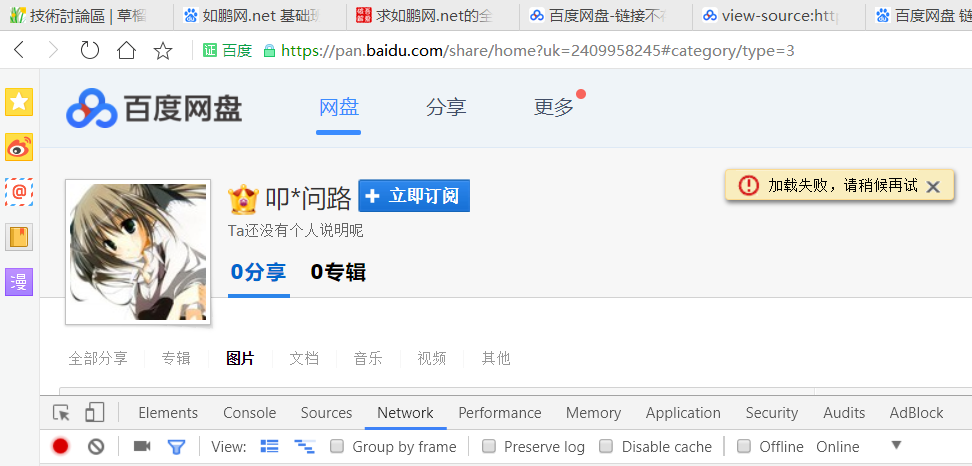 技術討論區 | 草榴
如鹏网.net 基础
求如鹏网.net的全
百度网盘-链接不存
view-source:http
百度网盘 链
证 百度 https://pan.baidu.com/share/home?uk=2409958245#category/type=3
百度网盘 网盘 分享 更多
加载失败，请稍候再试
叩*问路 立即订阅
Ta还没有个人说明呢
0分享 0专辑
漫
全部分享 专辑 图片 文档 音乐 视频 其他
Elements Console Sources Network Performance Memory Application Security Audits AdBlock
View: Group by frame Preserve log Disable cache Offline Online